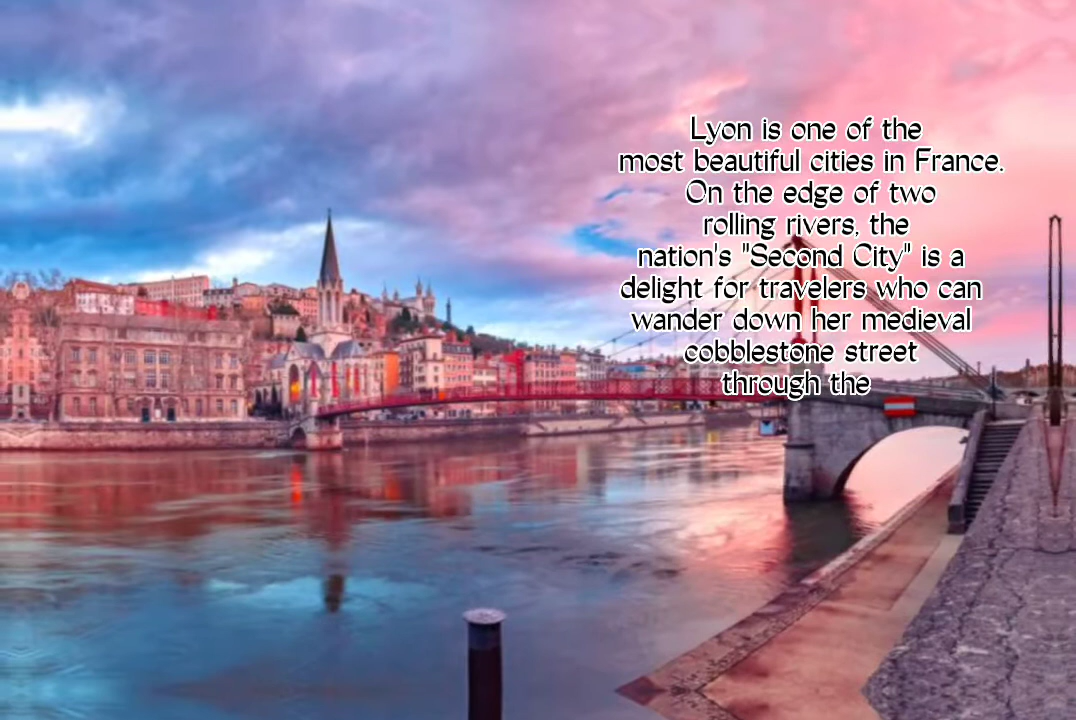 Lyon is one of the
most beautiful cities in France.
On the edge of two
rolling rivers, the
nation's "Second City" is a
delight for travelers who can
wander down her medieval
cobblestone street
through the